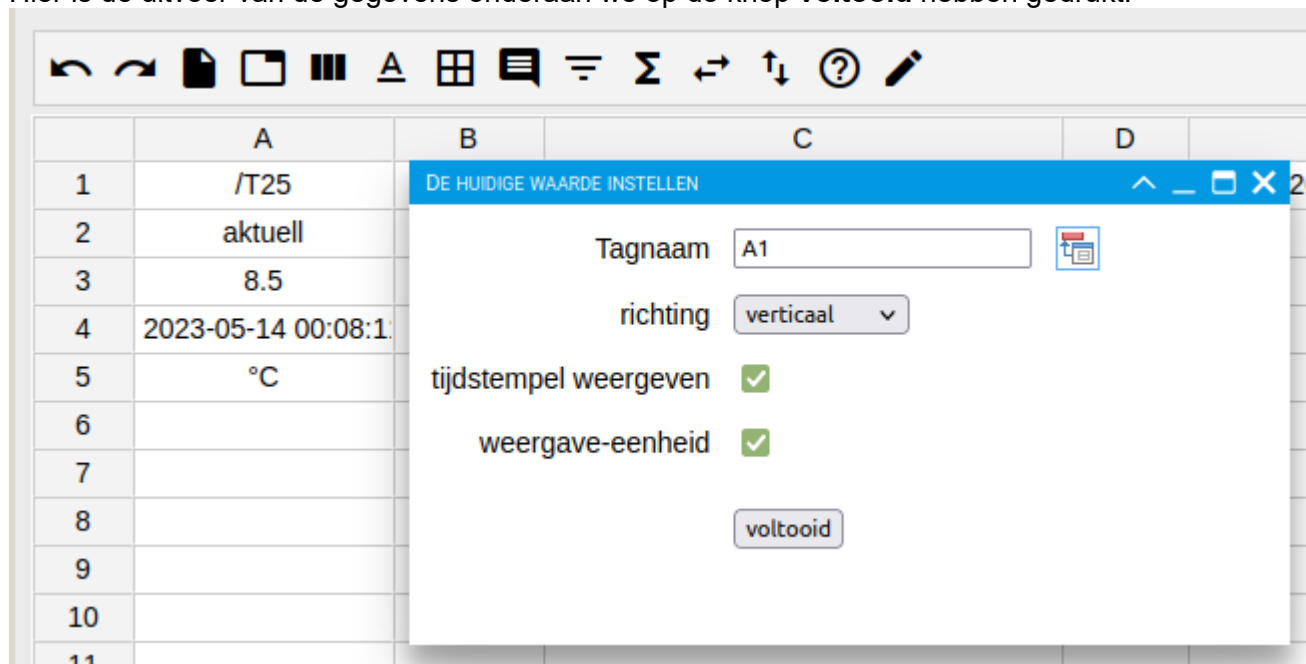 A B C D
1 /T25
2 aktuell
3 8.5
4 2023-05-14 00:08:1
5 °C
6
7
8
9
10
11
DE HUIDIGE WAARDE INSTELLEN
Tagnaam A1
richting verticaal
tijdstempel weergeven
weergave-eenheid
voltooid